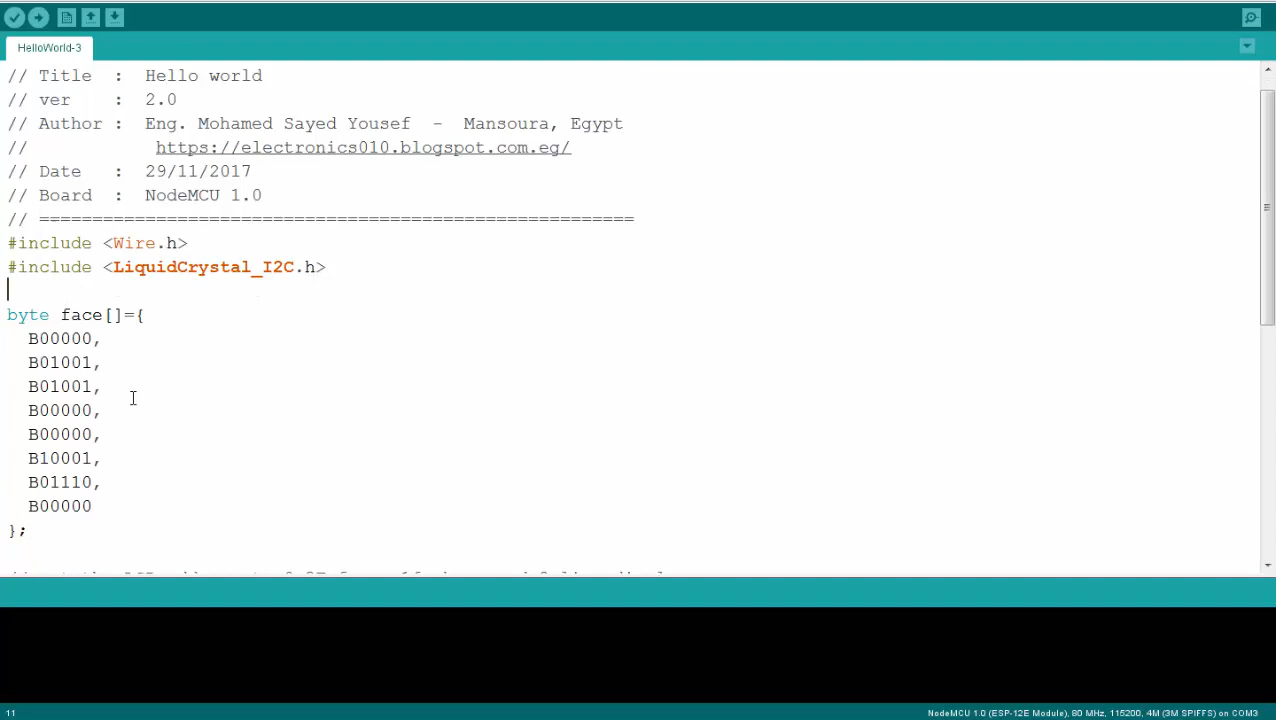 HelloWorld-3
// Title  :  Hello world
// ver    :  2.0
// Author :  Eng. Mohamed Sayed Yousef  -  Mansoura, Egypt
//            https://electronics010.blogspot.com.eg/
// Date   :  29/11/2017
// Board  :  NodeMCU 1.0
// ========================================================
#include <Wire.h>
#include <LiquidCrystal_I2C.h>
byte face[]={
  B00000,
  B01001,
  B01001,
  B00000,
  B00000,
  B10001,
  B01110,
  B00000
};
11
NodeMCU 1.0 (ESP-12E Module), 80 MHz, 115200, 4M (3M SPIFFS) on COM3